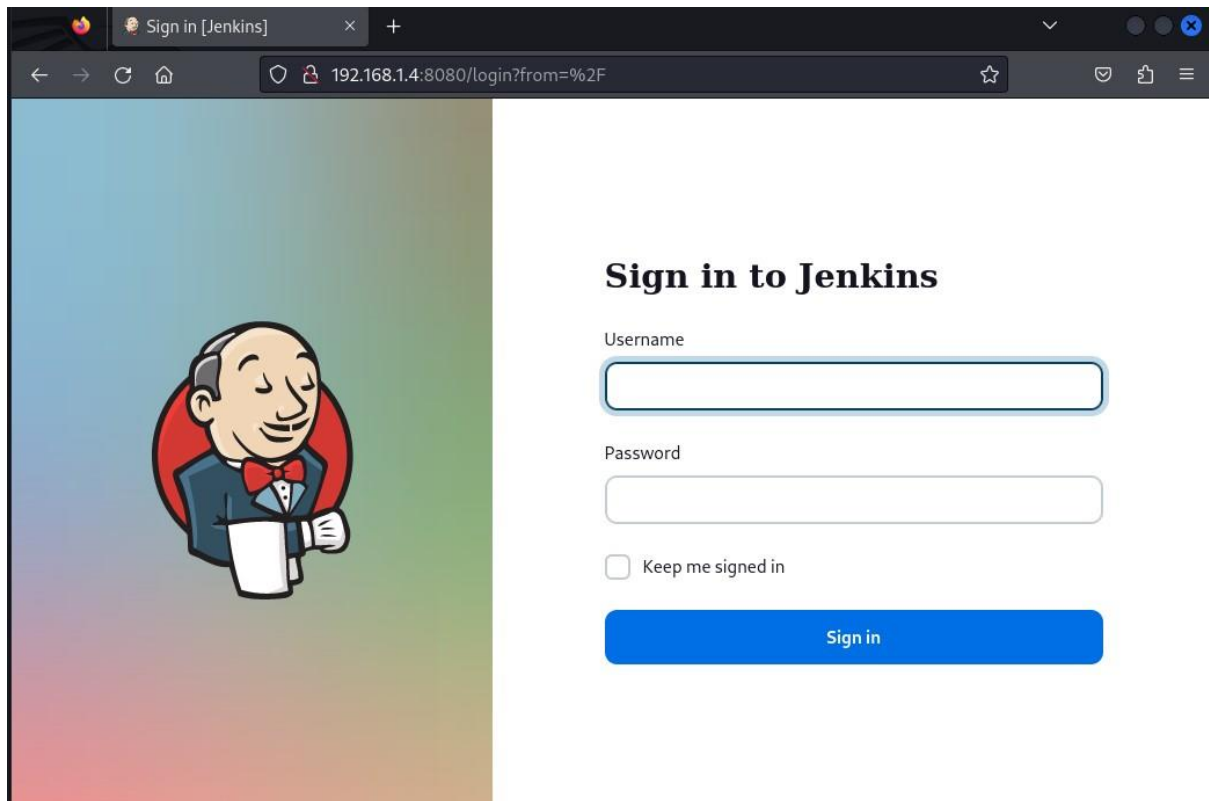 Sign in [Jenkins]
192.168.1.4:8080/login?from=%2F
Sign in to Jenkins
Username
Password
Keep me signed in
Sign in